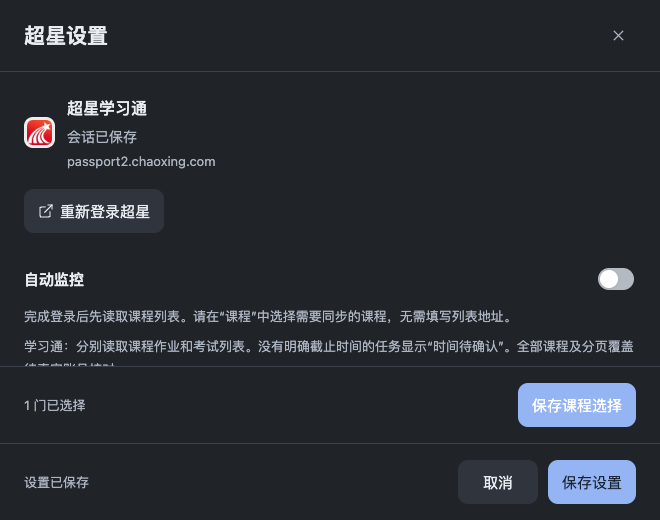 超星设置
超星学习通
会话已保存
passport2.chaoxing.com
重新登录超星
自动监控
完成登录后先读取课程列表。请在“课程”中选择需要同步的课程，无需填写列表地址。
学习通：分别读取课程作业和考试列表。没有明确截止时间的任务显示“时间待确认”。全部课程及分页覆盖
1 门已选择
保存课程选择
设置已保存
取消
保存设置